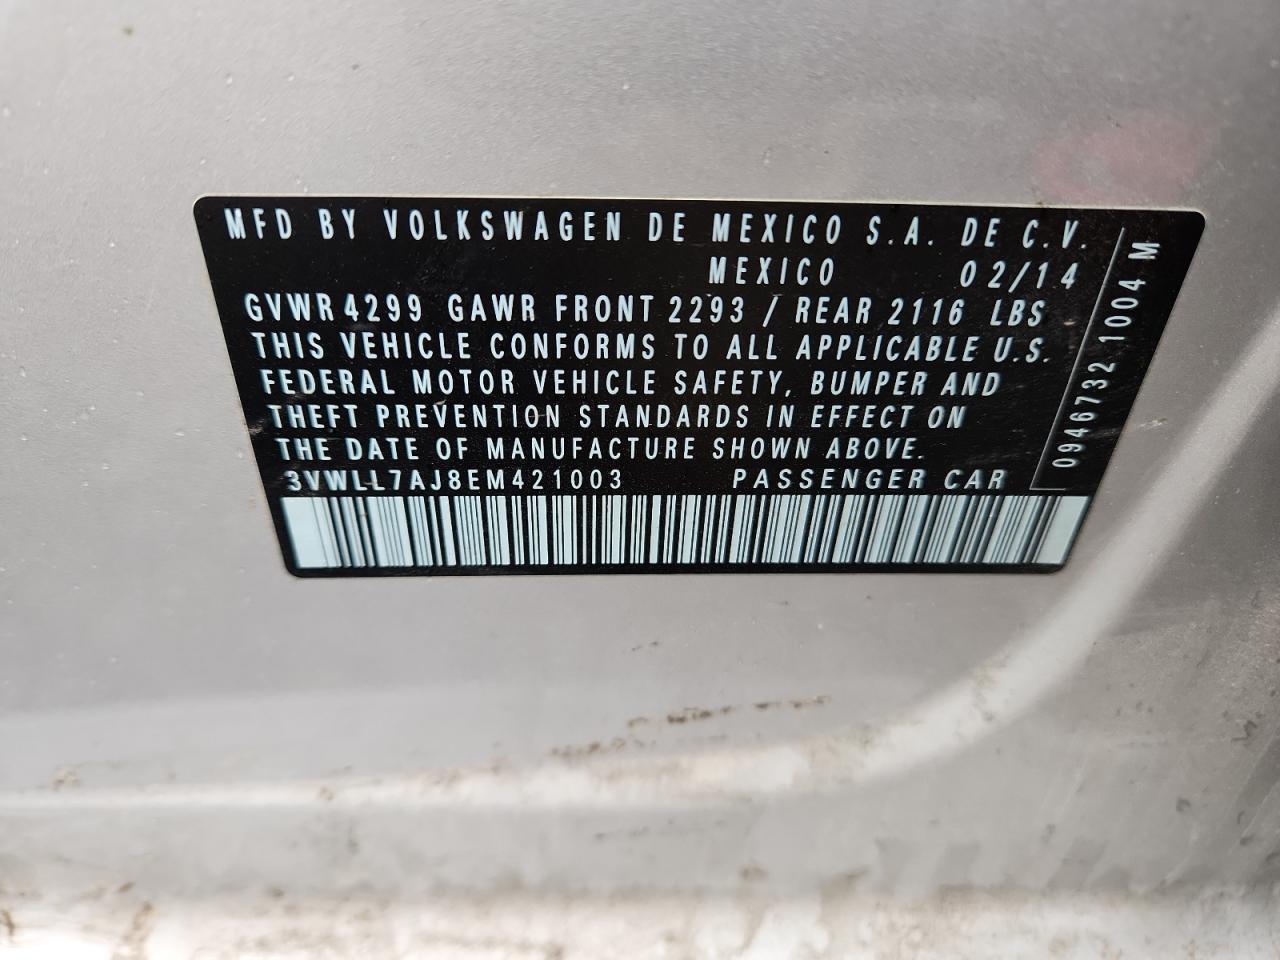 MFD BY VOLKSWAGEN DE MEXICO S.A. DE C.V.
MEXICO 02/14
GVWR 4299 GAWR FRONT 2293 / REAR 2116 LBS
THIS VEHICLE CONFORMS TO ALL APPLICABLE U.S.
FEDERAL MOTOR VEHICLE SAFETY, BUMPER AND
THEFT PREVENTION STANDARDS IN EFFECT ON
THE DATE OF MANUFACTURE SHOWN ABOVE.
3VWLL7AJ8EM421003 PASSENGER CAR
0946732 1004 M